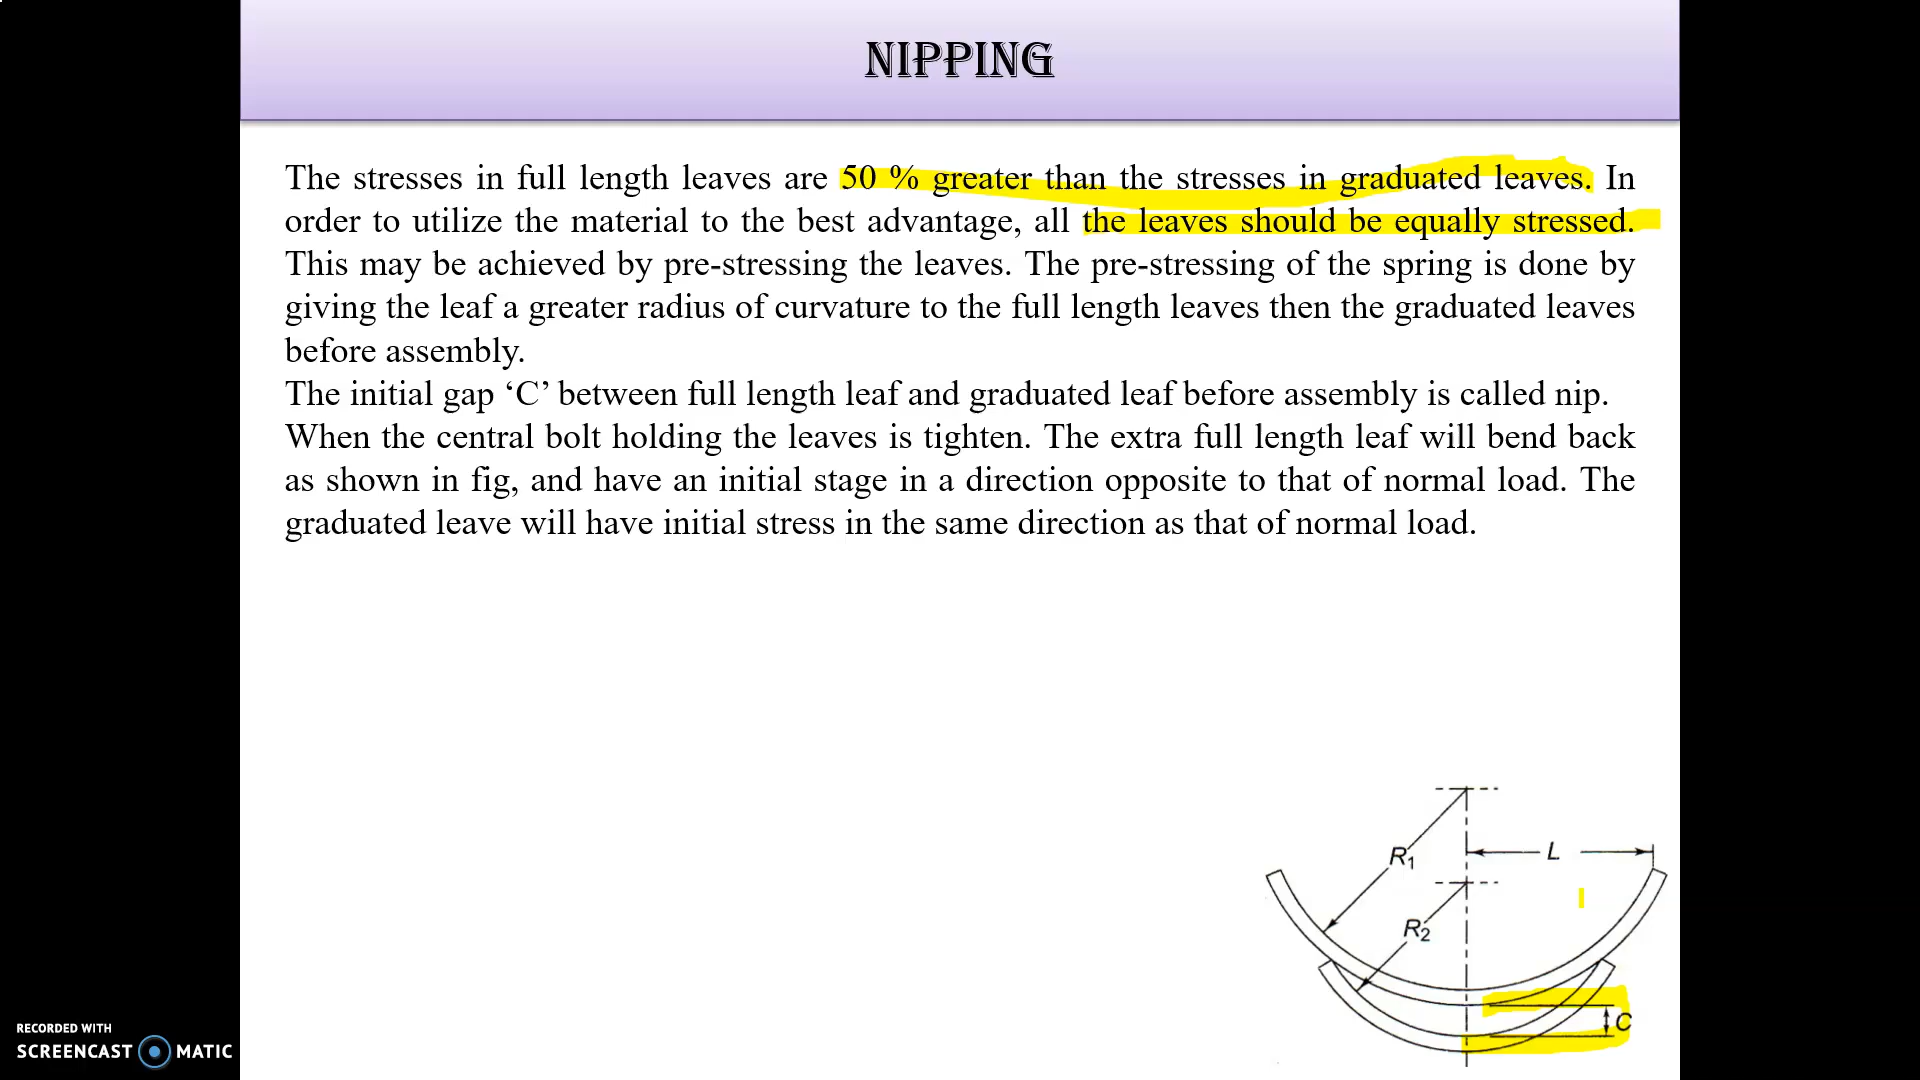 NIPPING
The stresses in full length leaves are 50 % greater than the stresses in graduated leaves. In
order to utilize the material to the best advantage, all the leaves should be equally stressed.
This may be achieved by pre-stressing the leaves. The pre-stressing of the spring is done by
giving the leaf a greater radius of curvature to the full length leaves then the graduated leaves
before assembly.
The initial gap ‘C’ between full length leaf and graduated leaf before assembly is called nip.
When the central bolt holding the leaves is tighten. The extra full length leaf will bend back
as shown in fig, and have an initial stage in a direction opposite to that of normal load. The
graduated leave will have initial stress in the same direction as that of normal load.
R1
L
R2
C
RECORDED WITH
SCREENCAST MATIC